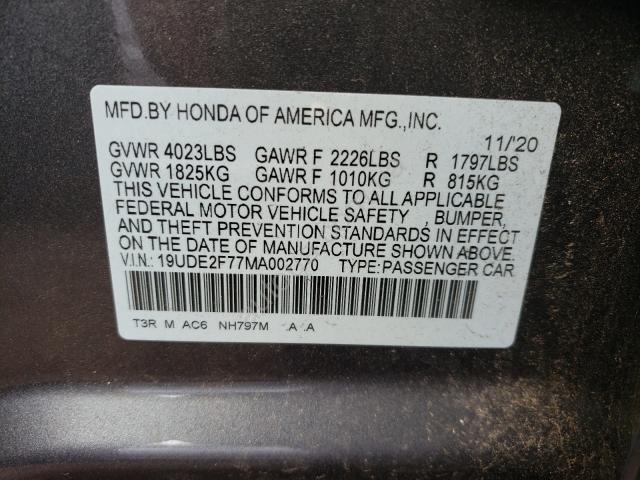 MFD.BY HONDA OF AMERICA MFG.,INC.
11/'20
GVWR 4023LBS GAWR F 2226LBS R 1797LBS
GVWR 1825KG GAWR F 1010KG R 815KG
THIS VEHICLE CONFORMS TO ALL APPLICABLE
FEDERAL MOTOR VEHICLE SAFETY , BUMPER,
AND THEFT PREVENTION STANDARDS IN EFFECT
ON THE DATE OF MANUFACTURE SHOWN ABOVE.
V.I.N.: 19UDE2F77MA002770 TYPE:PASSENGER CAR
T3R M AC6 NH797M .A .A